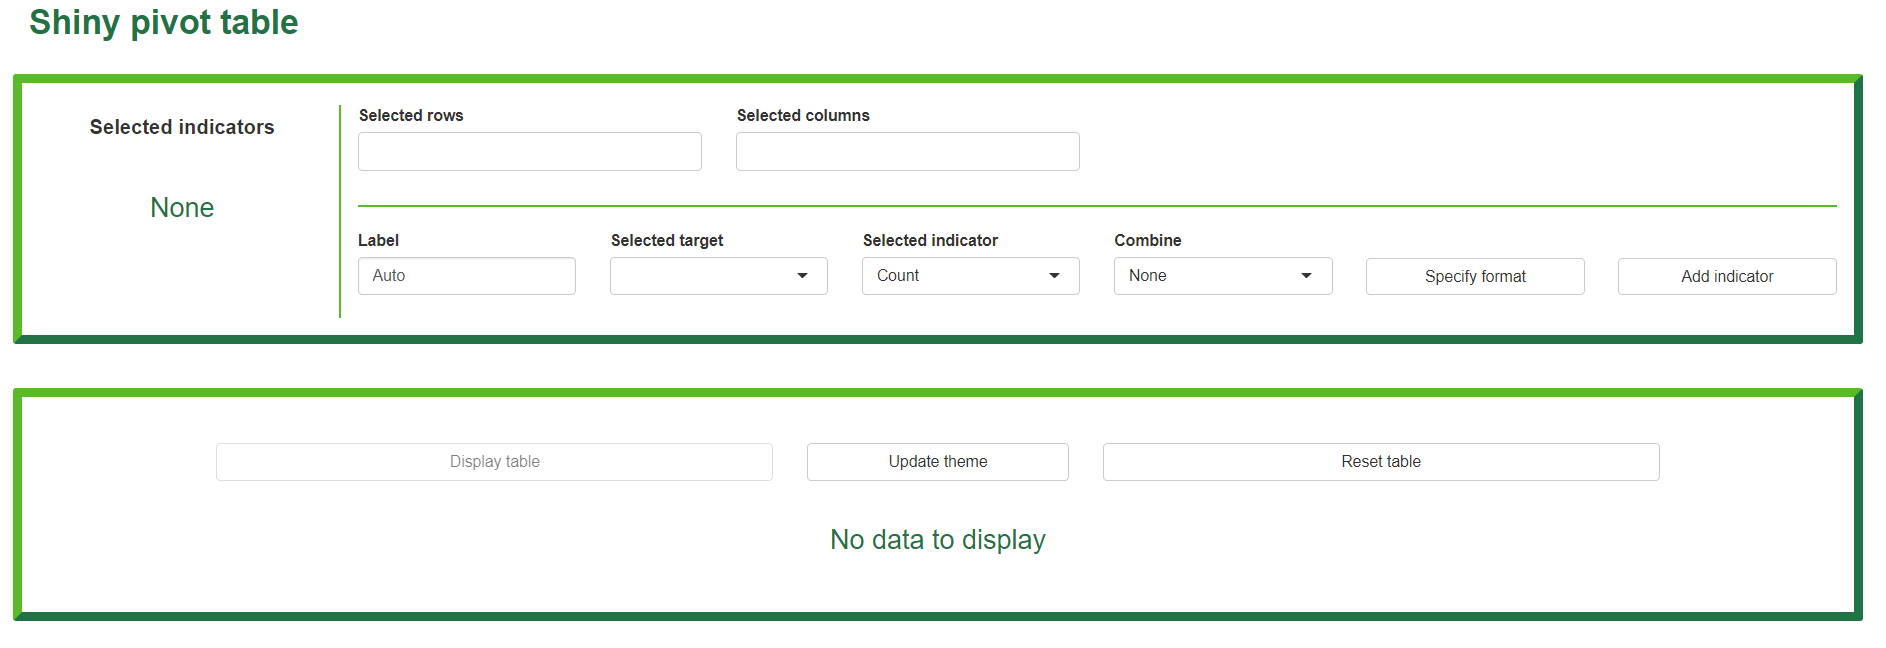 Shiny pivot table
Selected indicators
None
Selected rows
Selected columns
Label
Selected target
Selected indicator
Combine
Auto
Count
None
Specify format
Add indicator
Display table
Update theme
Reset table
No data to display